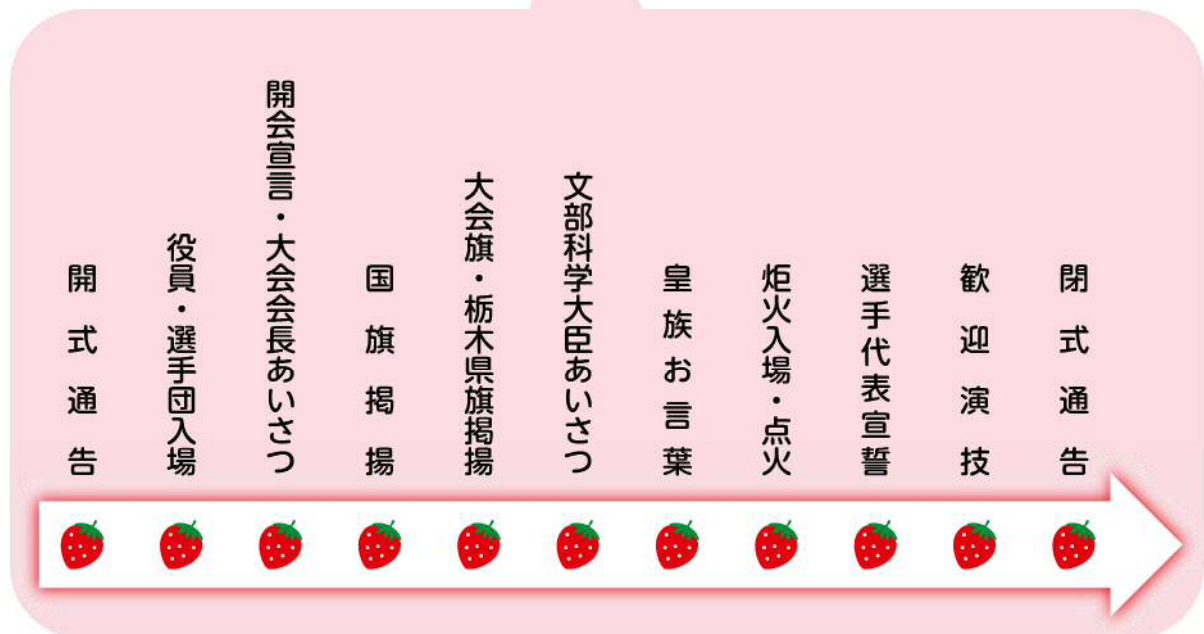 開式通告
役員・選手団入場
開会宣言・大会会長あいさつ
国旗掲揚
大会旗・栃木県旗掲揚
文部科学大臣あいさつ
皇族お言葉
炬火入場・点火
選手代表宣誓
歓迎演技
閉式通告